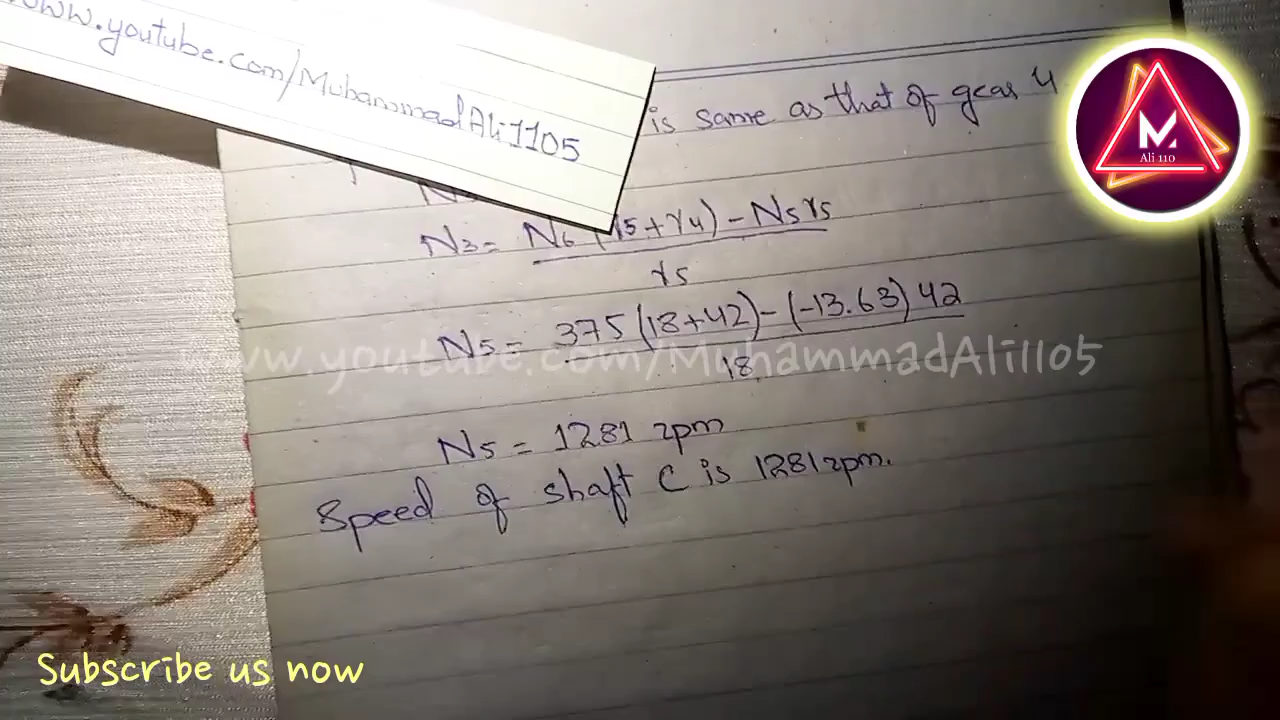 www.youtube.com/MuhammadAli1105
is same as that of gear 4
N3 = N6 (r5+r4) - N5r5
r5
N5 = 375(18+42)-(-13.63)42
18
www.youtube.com/MuhammadAli1105
N5 = 1281 rpm
Speed of shaft C is 1281 rpm.
M
Ali 110
Subscribe us now